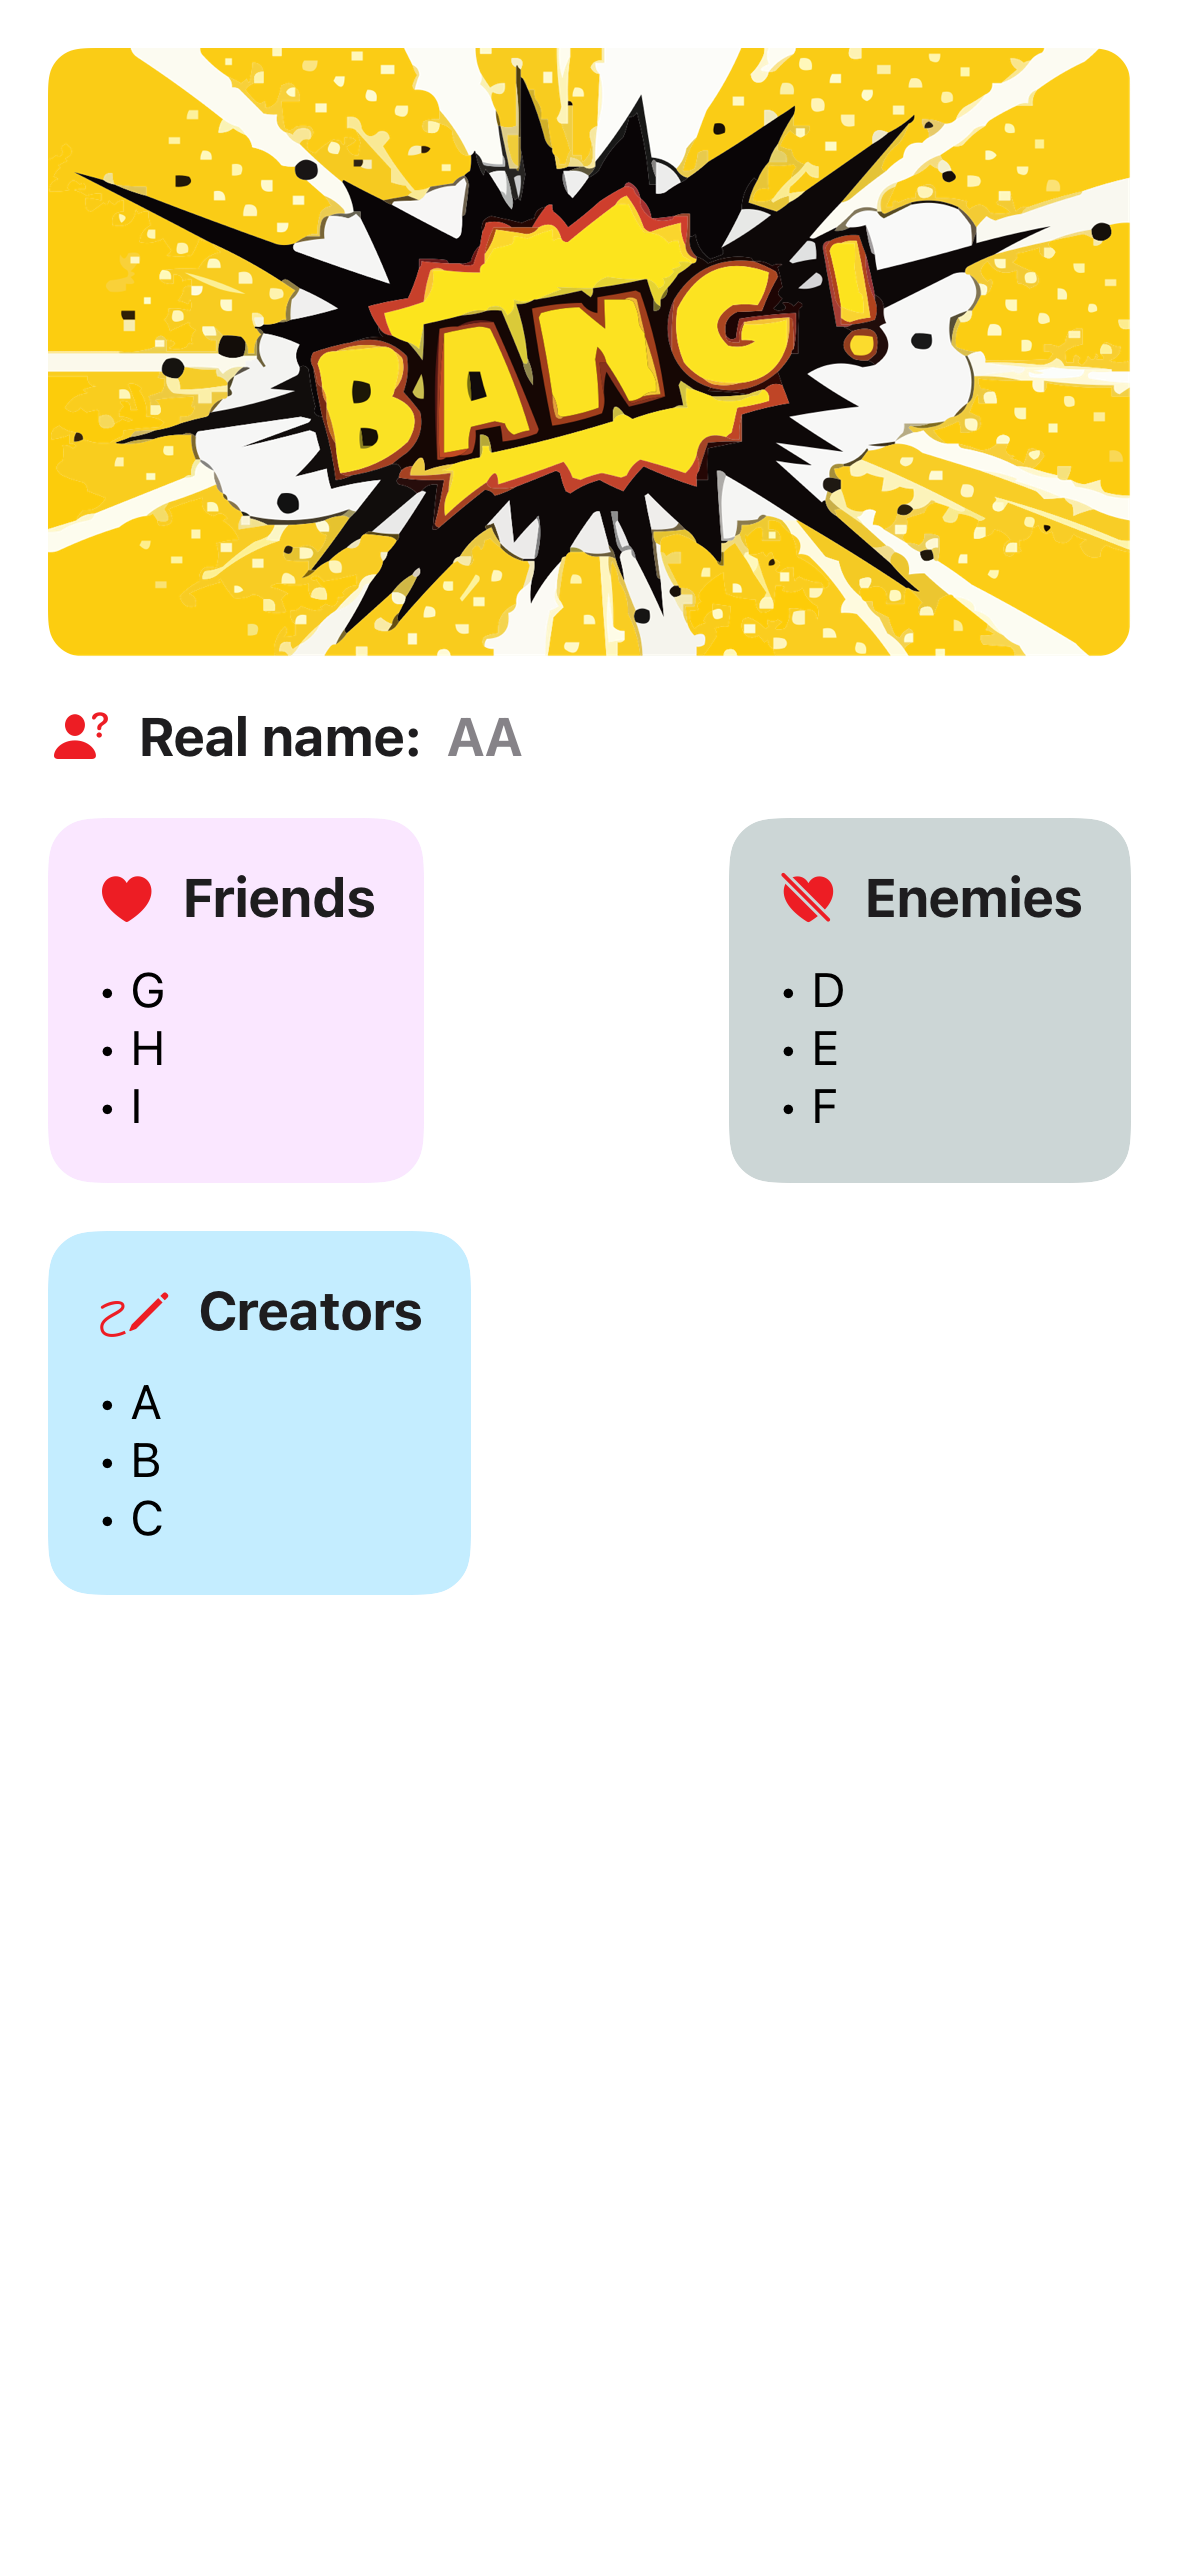 BANG!
Real name: AA
Friends
• G
• H
• I
Enemies
• D
• E
• F
Creators
• A
• B
• C